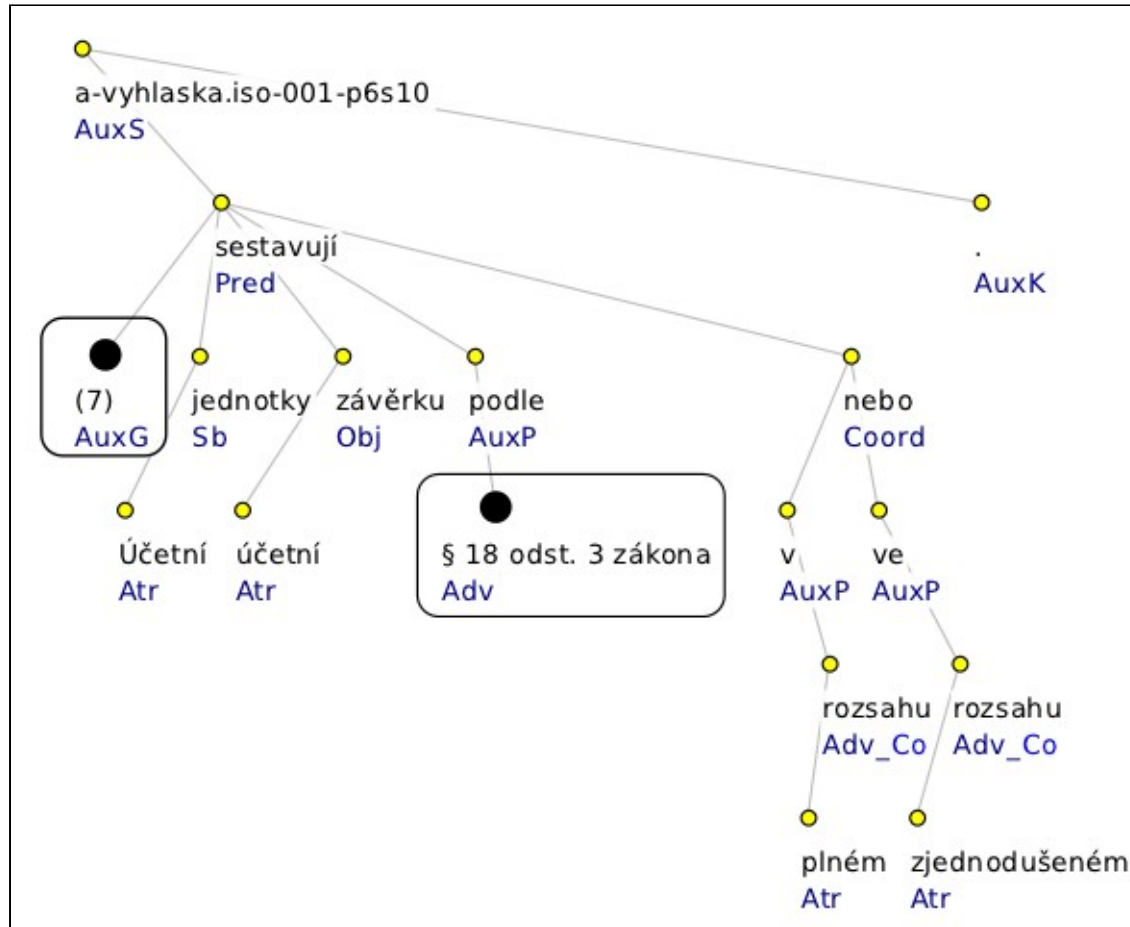 a-vyhlaska.iso-001-p6s10
AuxS
sestavují
Pred
.
AuxK
(7)
AuxG
jednotky
Sb
závěrku
Obj
podle
AuxP
nebo
Coord
Účetní
Atr
účetní
Atr
§ 18 odst. 3 zákona
Adv
v
AuxP
ve
AuxP
rozsahu
Adv_Co
rozsahu
Adv_Co
plném
Atr
zjednodušeném
Atr